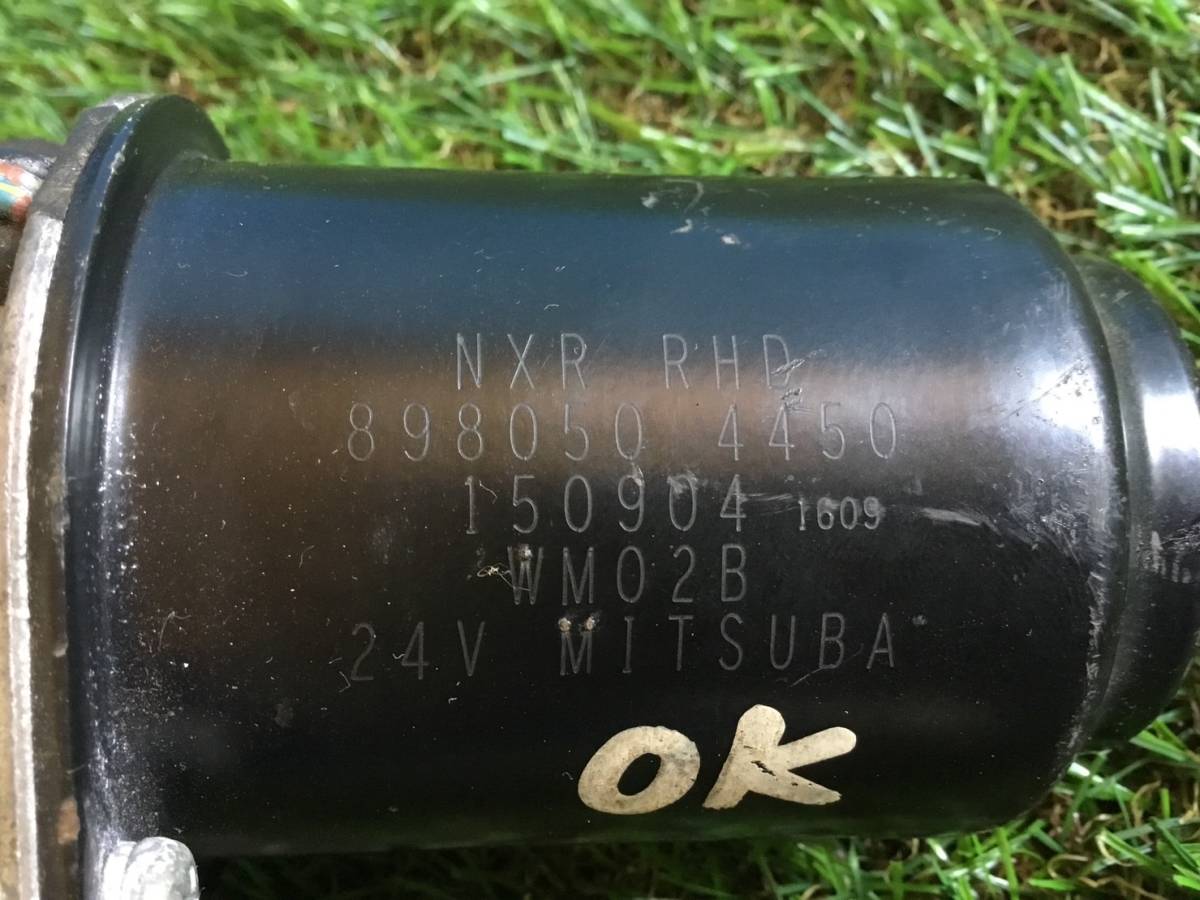 NXR RHD
898050 4450
150904 1609
WM02B
24V MITSUBA
OK